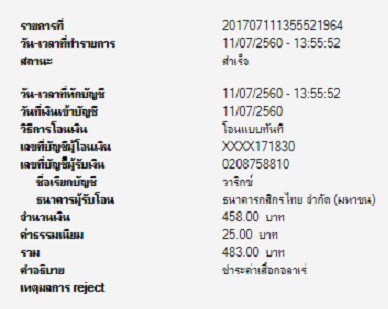 รายการที่ 201707111355521964
วัน-เวลาที่ทำรายการ 11/07/2560 - 13:55:52
สถานะ สำเร็จ
วัน-เวลาที่หักบัญชี 11/07/2560 - 13:55:52
วันที่เงินเข้าบัญชี 11/07/2560
วิธีการโอนเงิน โอนแบบทันที
เลขที่บัญชีผู้โอนเงิน XXXX171830
เลขที่บัญชีผู้รับเงิน 0208758810
ชื่อเรียกบัญชี วาริกซ์
ธนาคารผู้รับโอน ธนาคารกสิกรไทย จำกัด (มหาชน)
จำนวนเงิน 458.00 บาท
ค่าธรรมเนียม 25.00 บาท
รวม 483.00 บาท
คำอธิบาย ชำระค่าเสื้อกอลาเร่
เหตุผลการ reject